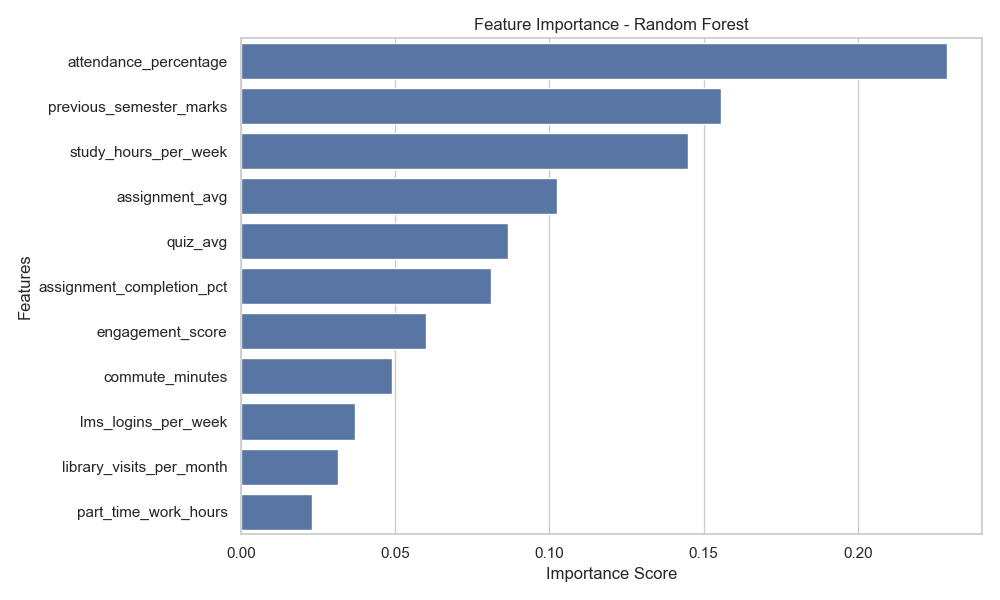 Feature Importance - Random Forest
Features
attendance_percentage
previous_semester_marks
study_hours_per_week
assignment_avg
quiz_avg
assignment_completion_pct
engagement_score
commute_minutes
lms_logins_per_week
library_visits_per_month
part_time_work_hours
0.00 0.05 0.10 0.15 0.20
Importance Score